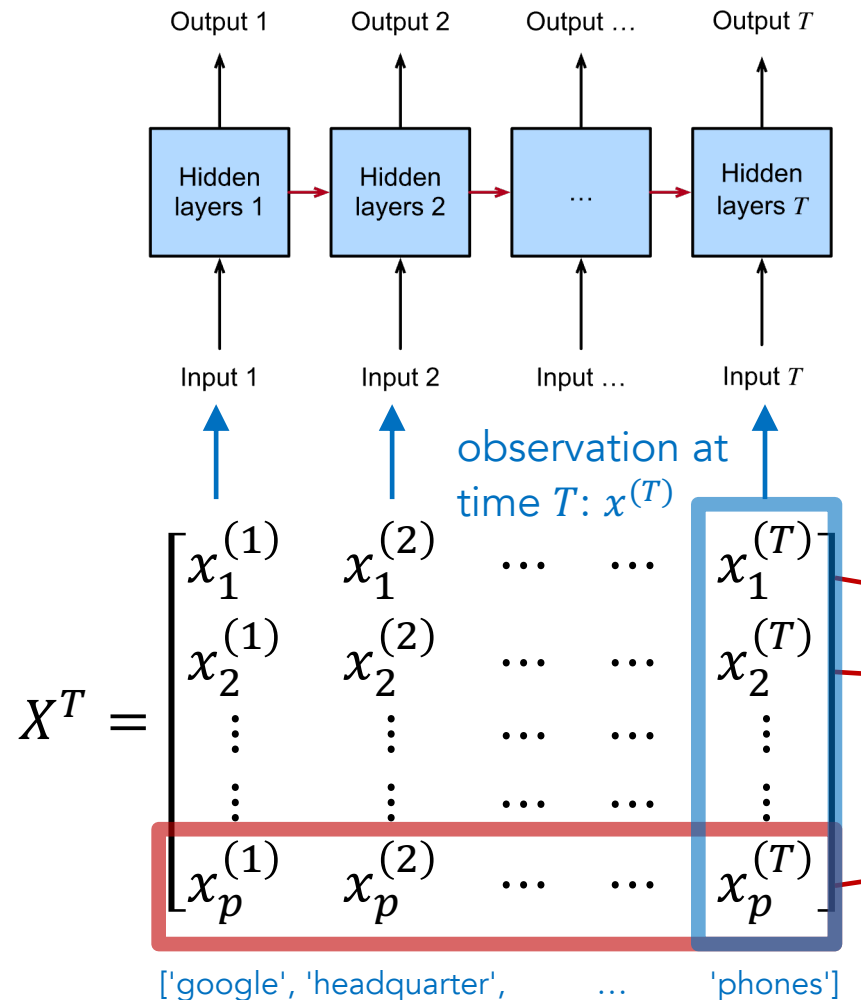 Output 1 Output 2 Output ... Output T
Hidden layers 1 Hidden layers 2 ... Hidden layers T
Input 1 Input 2 Input ... Input T
observation at
time T: x^(T)
x_1^(1) x_1^(2) ⋯ ⋯ x_1^(T)
x_2^(1) x_2^(2) ⋯ ⋯ x_2^(T)
X^T = ⋮ ⋮ ⋯ ⋯ ⋮
⋮ ⋮ ⋯ ⋯ ⋮
x_p^(1) x_p^(2) ⋯ ⋯ x_p^(T)
['google', 'headquarter', ... 'phones']